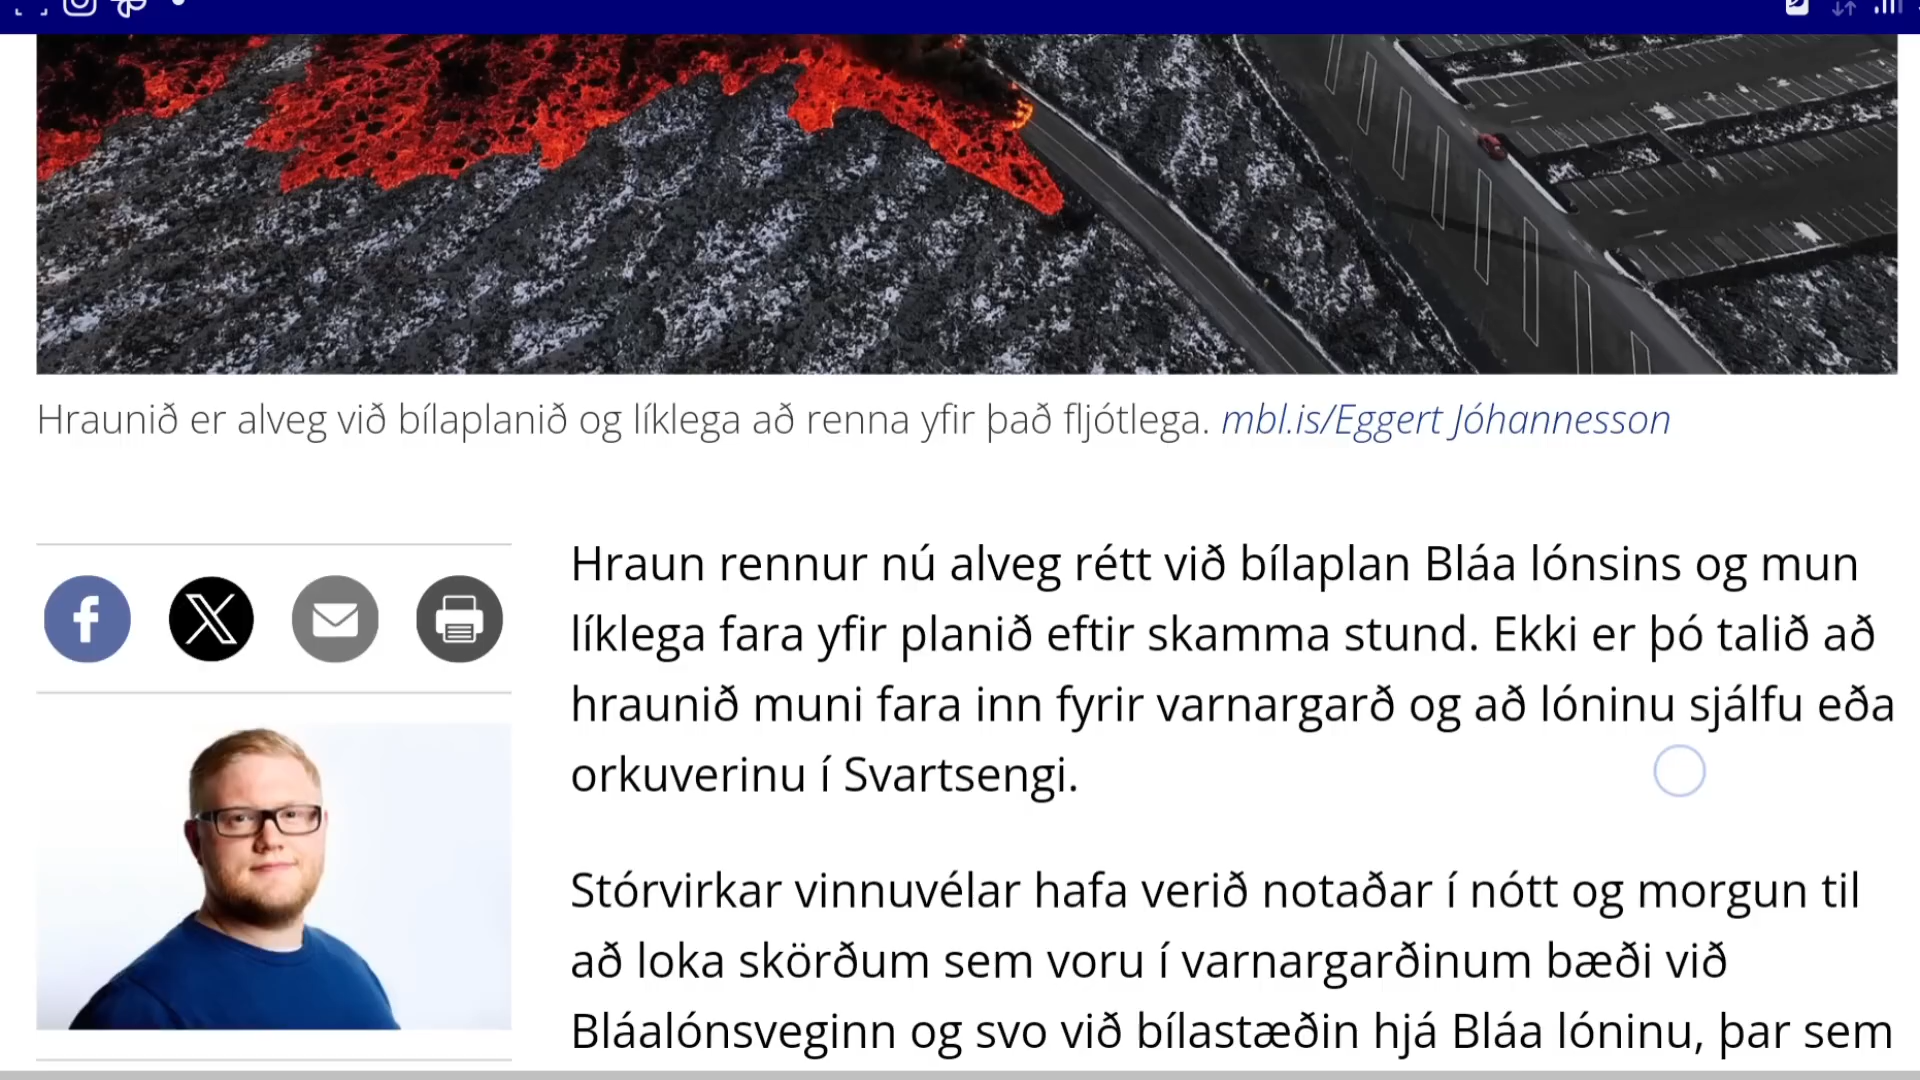 Hraunið er alveg við bílaplanið og líklega að renna yfir það fljótlega. mbl.is/Eggert Jóhannesson
Hraun rennur nú alveg rétt við bílaplan Bláa lónsins og mun
líklega fara yfir planið eftir skamma stund. Ekki er þó talið að
hraunið muni fara inn fyrir varnargarð og að lóninu sjálfu eða
orkuverinu í Svartsengi.
Stórvirkar vinnuvélar hafa verið notaðar í nótt og morgun til
að loka skörðum sem voru í varnargarðinum bæði við
Bláalónsveginn og svo við bílastæðin hjá Bláa lóninu, þar sem